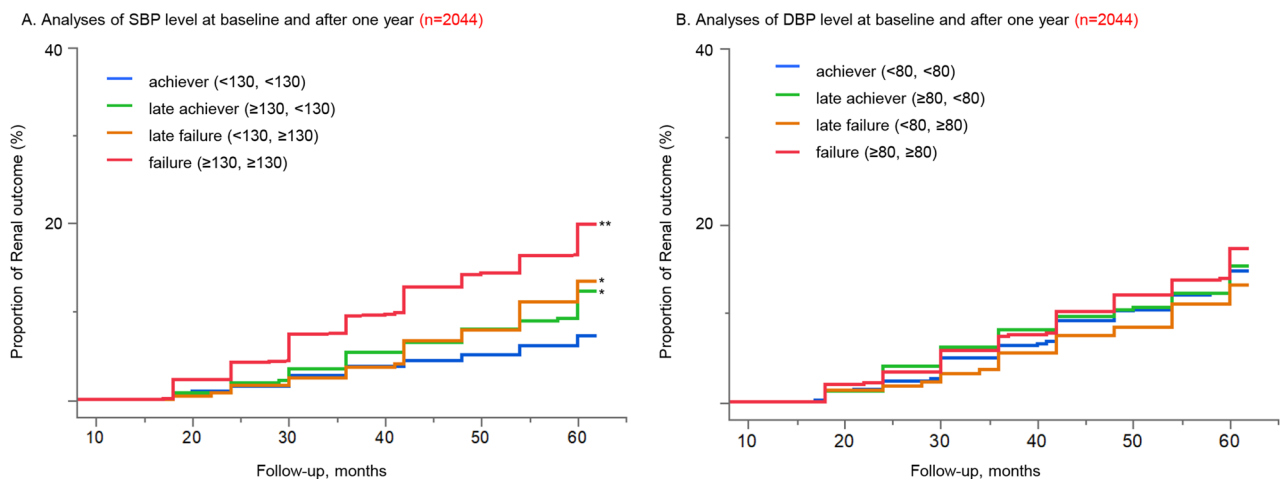 A. Analyses of SBP level at baseline and after one year (n=2044)
40
20
Proportion of Renal outcome (%)
achiever (<130, <130)
late achiever (≥130, <130)
late failure (<130, ≥130)
failure (≥130, ≥130)
**
*
*
10 20 30 40 50 60
Follow-up, months
B. Analyses of DBP level at baseline and after one year (n=2044)
40
20
Proportion of Renal outcome (%)
achiever (<80, <80)
late achiever (≥80, <80)
late failure (<80, ≥80)
failure (≥80, ≥80)
10 20 30 40 50 60
Follow-up, months